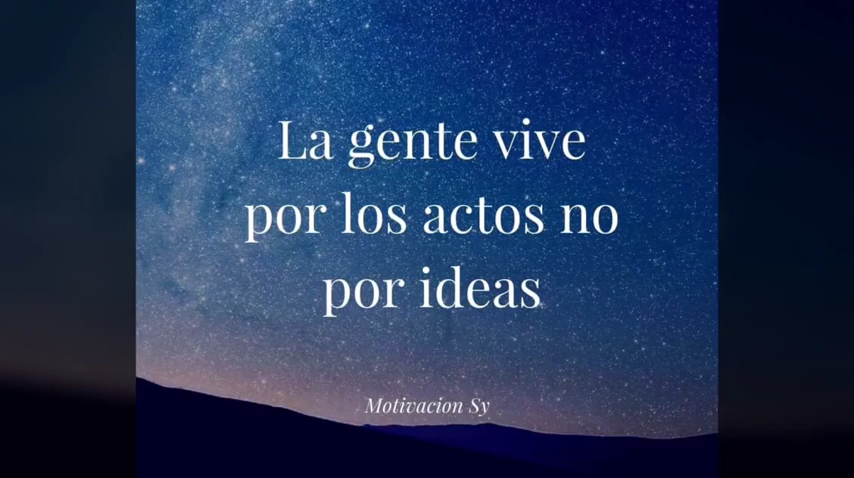 La gente vive
por los actos no
por ideas
Motivacion Sy